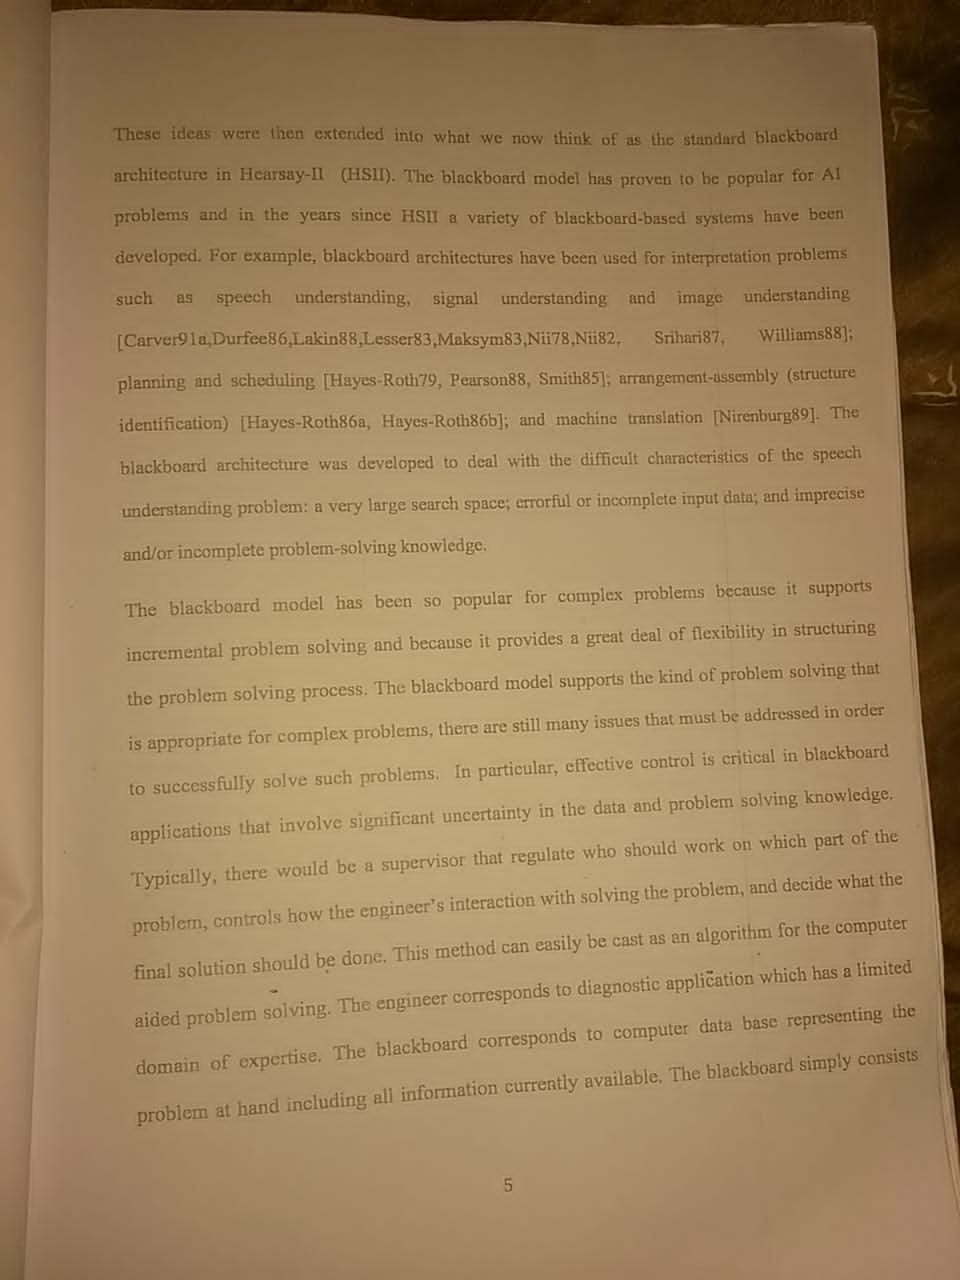 These ideas were then extended into what we now think of as the standard blackboard
architecture in Hearsay-II (HSII). The blackboard model has proven to be popular for AI
problems and in the years since HSII a variety of blackboard-based systems have been
developed. For example, blackboard architectures have been used for interpretation problems
such as speech understanding, signal understanding and image understanding
[Carver91a,Durfee86,Lakin88,Lesser83,Maksym83,Nii78,Nii82, Srihari87, Williams88];
planning and scheduling [Hayes-Roth79, Pearson88, Smith85]; arrangement-assembly (structure
identification) [Hayes-Roth86a, Hayes-Roth86b]; and machine translation [Nirenburg89]. The
blackboard architecture was developed to deal with the difficult characteristics of the speech
understanding problem: a very large search space; errorful or incomplete input data; and imprecise
and/or incomplete problem-solving knowledge.
The blackboard model has been so popular for complex problems because it supports
incremental problem solving and because it provides a great deal of flexibility in structuring
the problem solving process. The blackboard model supports the kind of problem solving that
is appropriate for complex problems, there are still many issues that must be addressed in order
to successfully solve such problems. In particular, effective control is critical in blackboard
applications that involve significant uncertainty in the data and problem solving knowledge.
Typically, there would be a supervisor that regulate who should work on which part of the
problem, controls how the engineer's interaction with solving the problem, and decide what the
final solution should be done. This method can easily be cast as an algorithm for the computer
aided problem solving. The engineer corresponds to diagnostic application which has a limited
domain of expertise. The blackboard corresponds to computer data base representing the
problem at hand including all information currently available. The blackboard simply consists
5